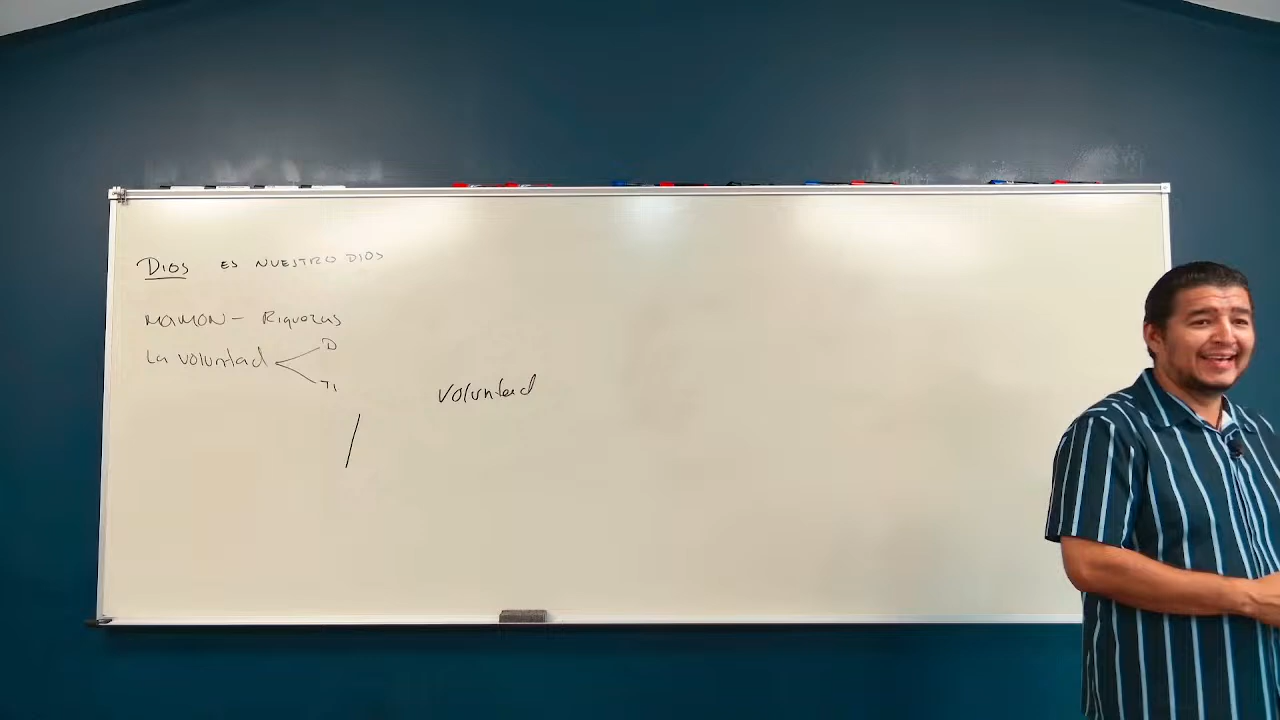 Dios ES NUESTRO DIOS
MAMON - Riquezas
La voluntad D
voluntad